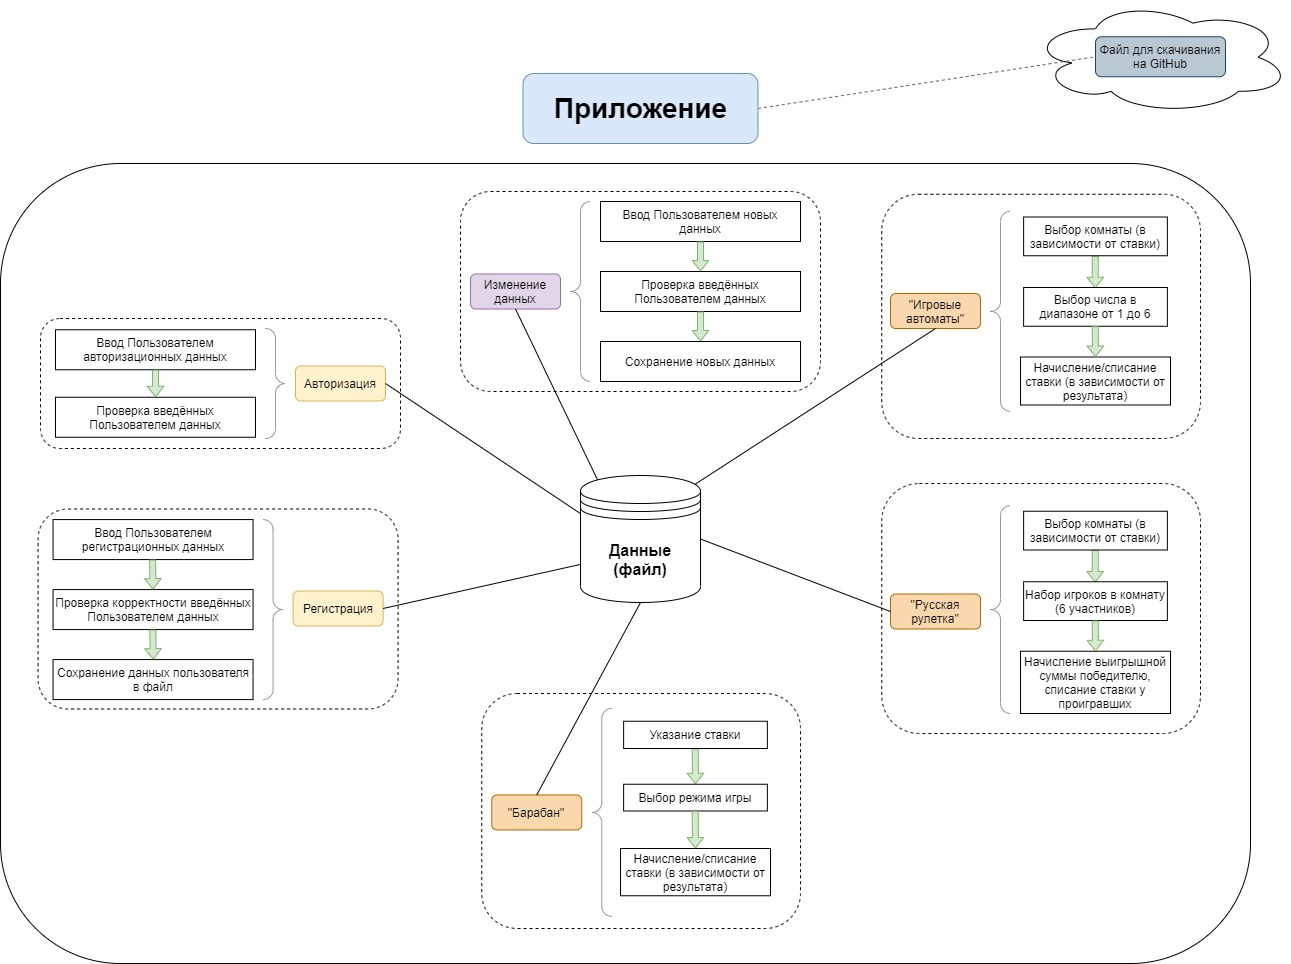 Файл для скачивания
на GitHub
Приложение
Ввод Пользователем новых
данных
Изменение
данных
Проверка введённых
Пользователем данных
Сохранение новых данных
Выбор комнаты (в
зависимости от ставки)
"Игровые
автоматы"
Выбор числа в
диапазоне от 1 до 6
Начисление/списание
ставки (в зависимости от
результата)
Ввод Пользователем
авторизационных данных
Авторизация
Проверка введённых
Пользователем данных
Данные
(файл)
Ввод Пользователем
регистрационных данных
Проверка корректности введённых
Пользователем данных
Регистрация
Сохранение данных пользователя
в файл
Выбор комнаты (в
зависимости от ставки)
"Русская
рулетка"
Набор игроков в комнату
(6 участников)
Начисление выигрышной
суммы победителю,
списание ставки у
проигравших
Указание ставки
"Барабан"
Выбор режима игры
Начисление/списание
ставки (в зависимости от
результата)